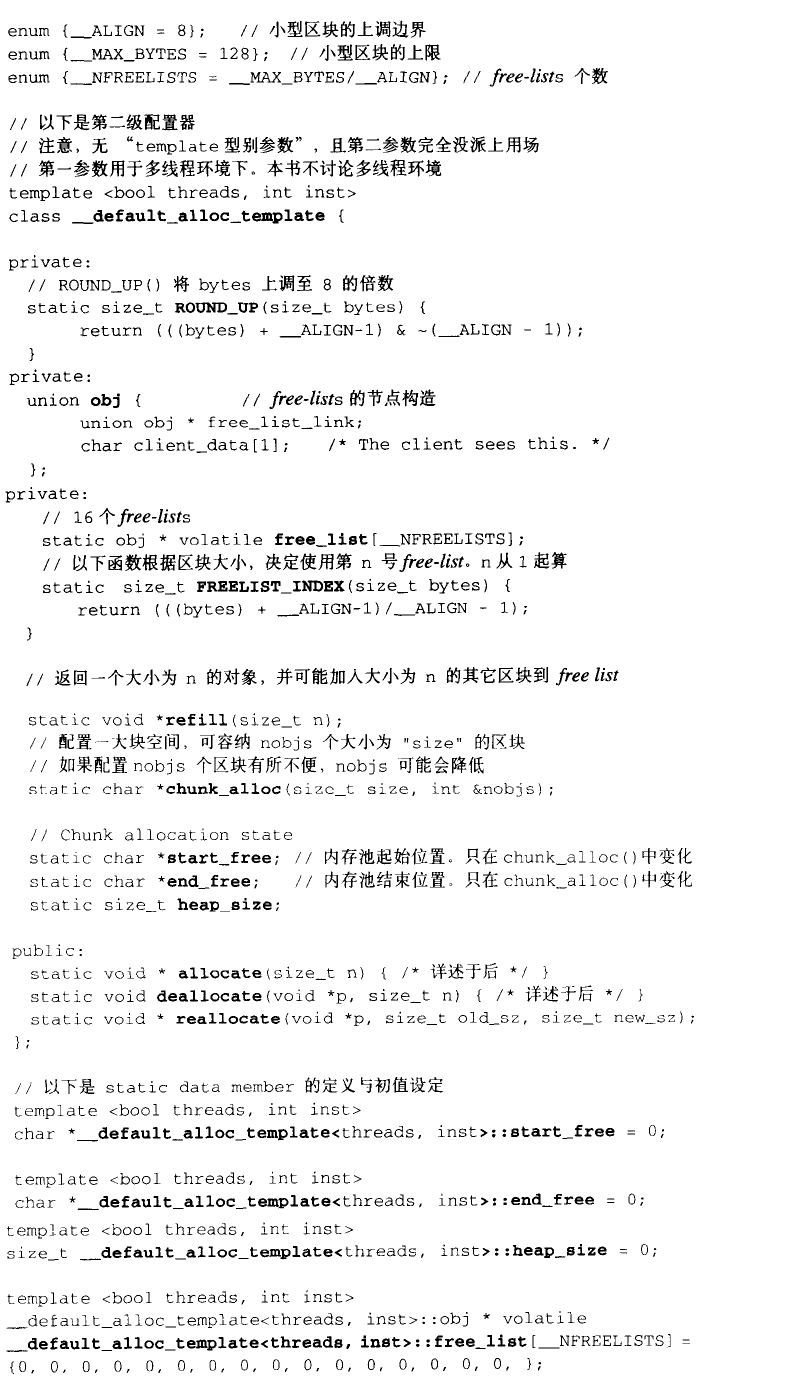 enum {__ALIGN = 8};   // 小型区块的上调边界
enum {__MAX_BYTES = 128};  // 小型区块的上限
enum {__NFREELISTS = __MAX_BYTES/__ALIGN}; // free-lists 个数
// 以下是第二级配置器
// 注意，无 “template 型别参数”，且第二参数完全没派上用场
// 第一参数用于多线程环境下。本书不讨论多线程环境
template <bool threads, int inst>
class __default_alloc_template {
private:
// ROUND_UP() 将 bytes 上调至 8 的倍数
static size_t ROUND_UP(size_t bytes) {
return (((bytes) + __ALIGN-1) & ~(__ALIGN - 1));
}
private:
union obj {          // free-lists 的节点构造
union obj * free_list_link;
char client_data[1];    /* The client sees this. */
};
private:
// 16 个 free-lists
static obj * volatile free_list[__NFREELISTS];
// 以下函数根据区块大小，决定使用第 n 号 free-list。n 从 1 起算
static  size_t FREELIST_INDEX(size_t bytes) {
return (((bytes) + __ALIGN-1)/__ALIGN - 1);
}
// 返回一个大小为 n 的对象，并可能加入大小为 n 的其它区块到 free list
static void *refill(size_t n);
// 配置一大块空间，可容纳 nobjs 个大小为 "size" 的区块
// 如果配置 nobjs 个区块有所不便，nobjs 可能会降低
static char *chunk_alloc(size_t size, int &nobjs);
// Chunk allocation state
static char *start_free; // 内存池起始位置。只在 chunk_alloc()中变化
static char *end_free;   // 内存池结束位置。只在 chunk_alloc()中变化
static size_t heap_size;
public:
static void * allocate(size_t n) { /* 详述于后 */ }
static void deallocate(void *p, size_t n) { /* 详述于后 */ }
static void * reallocate(void *p, size_t old_sz, size_t new_sz);
};
// 以下是 static data member 的定义与初值设定
template <bool threads, int inst>
char *__default_alloc_template<threads, inst>::start_free = 0;
template <bool threads, int inst>
char *__default_alloc_template<threads, inst>::end_free = 0;
template <bool threads, int inst>
size_t __default_alloc_template<threads, inst>::heap_size = 0;
template <bool threads, int inst>
__default_alloc_template<threads, inst>::obj * volatile
__default_alloc_template<threads, inst>::free_list[__NFREELISTS] =
{0, 0, 0, 0, 0, 0, 0, 0, 0, 0, 0, 0, 0, 0, 0, 0, };